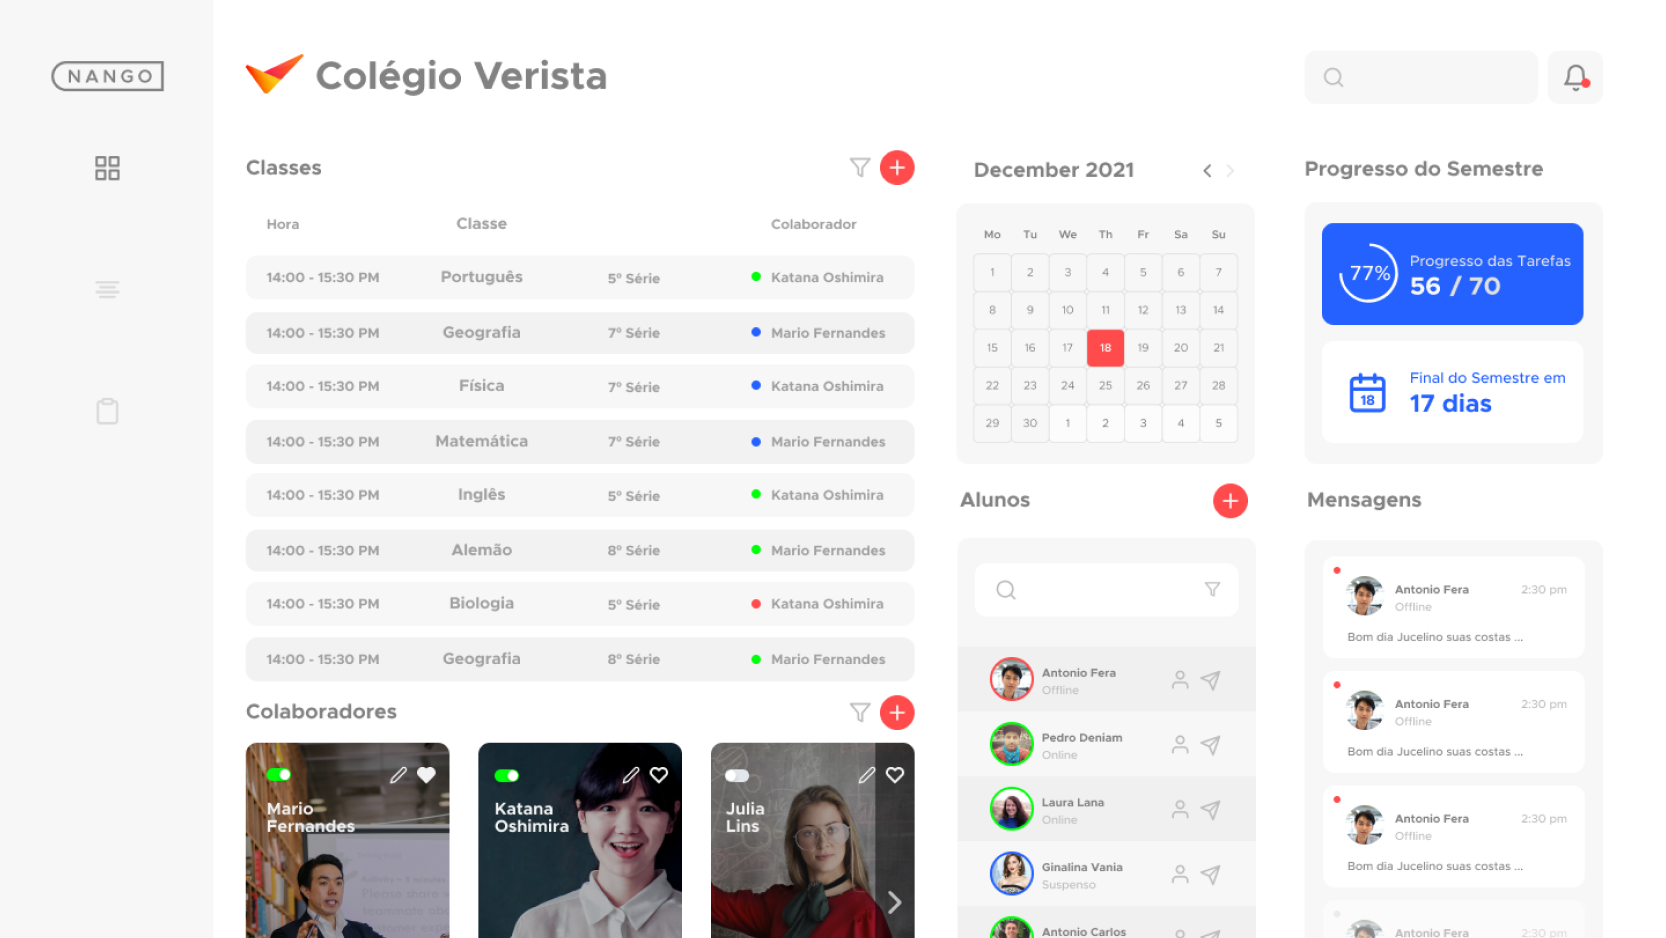 NANGO
Colégio Verista
Classes
Hora Classe Colaborador
14:00 - 15:30 PM Português 5º Série Katana Oshimira
14:00 - 15:30 PM Geografia 7º Série Mario Fernandes
14:00 - 15:30 PM Física 7º Série Katana Oshimira
14:00 - 15:30 PM Matemática 7º Série Mario Fernandes
14:00 - 15:30 PM Inglês 5º Série Katana Oshimira
14:00 - 15:30 PM Alemão 8º Série Mario Fernandes
14:00 - 15:30 PM Biologia 5º Série Katana Oshimira
14:00 - 15:30 PM Geografia 8º Série Mario Fernandes
Colaboradores
Mario
Fernandes
Katana
Oshimira
Julia
Lins
December 2021
Mo Tu We Th Fr Sa Su
1 2 3 4 5 6 7
8 9 10 11 12 13 14
15 16 17 18 19 20 21
22 23 24 25 26 27 28
29 30 1 2 3 4 5
Alunos
Antonio Fera
Offline
Pedro Deniam
Online
Laura Lana
Online
Ginalina Vania
Suspenso
Antonio Carlos
Progresso do Semestre
77%
Progresso das Tarefas
56 / 70
18
Final do Semestre em
17 dias
Mensagens
Antonio Fera 2:30 pm
Offline
Bom dia Jucelino suas costas ...
Antonio Fera 2:30 pm
Offline
Bom dia Jucelino suas costas ...
Antonio Fera 2:30 pm
Offline
Bom dia Jucelino suas costas ...
Antonio Fera 2:30 pm